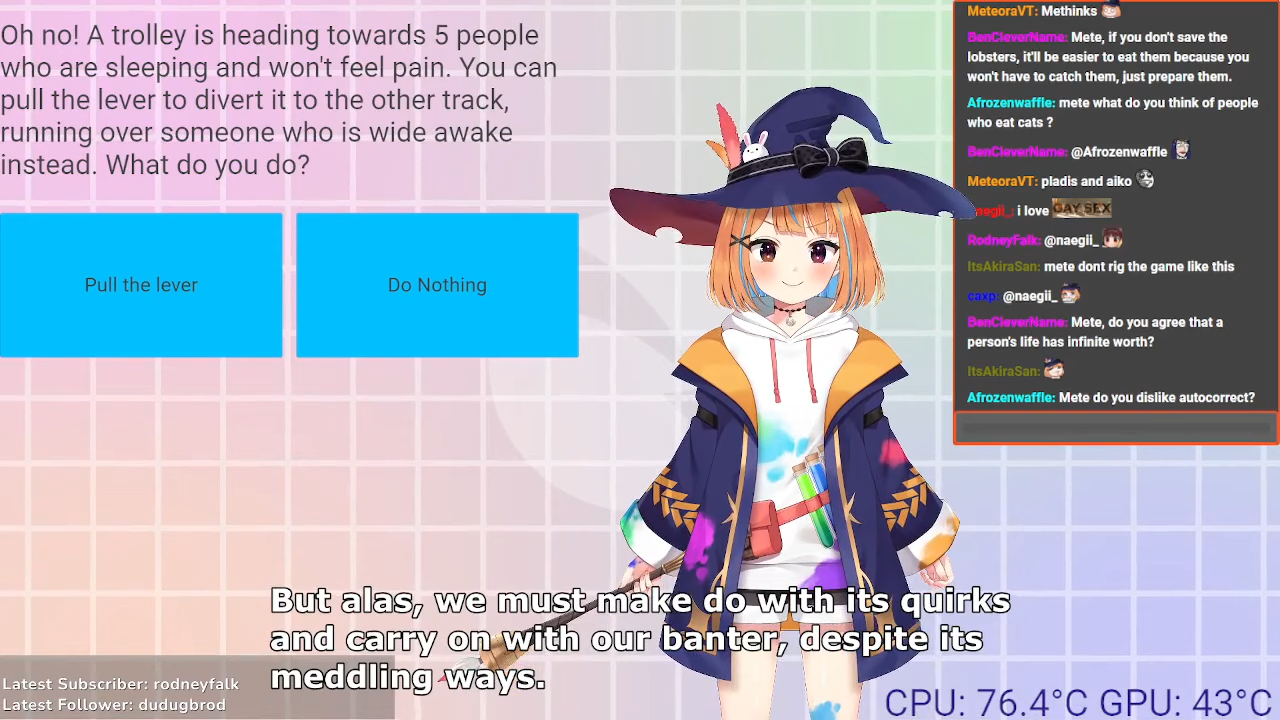 Oh no! A trolley is heading towards 5 people
who are sleeping and won't feel pain. You can
pull the lever to divert it to the other track,
running over someone who is wide awake
instead. What do you do?
Pull the lever
Do Nothing
MeteoraVT: Methinks
BenCleverName: Mete, if you don't save the
lobsters, it'll be easier to eat them because you
won't have to catch them, just prepare them.
Afrozenwaffle: mete what do you think of people
who eat cats ?
BenCleverName: @Afrozenwaffle
MeteoraVT: pladis and aiko
naegii_: i love GAY SEX
RodneyFalk: @naegii_
ItsAkiraSan: mete dont rig the game like this
caxp: @naegii_
BenCleverName: Mete, do you agree that a
person's life has infinite worth?
ItsAkiraSan:
Afrozenwaffle: Mete do you dislike autocorrect?
But alas, we must make do with its quirks
and carry on with our banter, despite its
meddling ways.
Latest Subscriber: rodneyfalk
Latest Follower: dudugbrod
CPU: 76.4°C GPU: 43°C